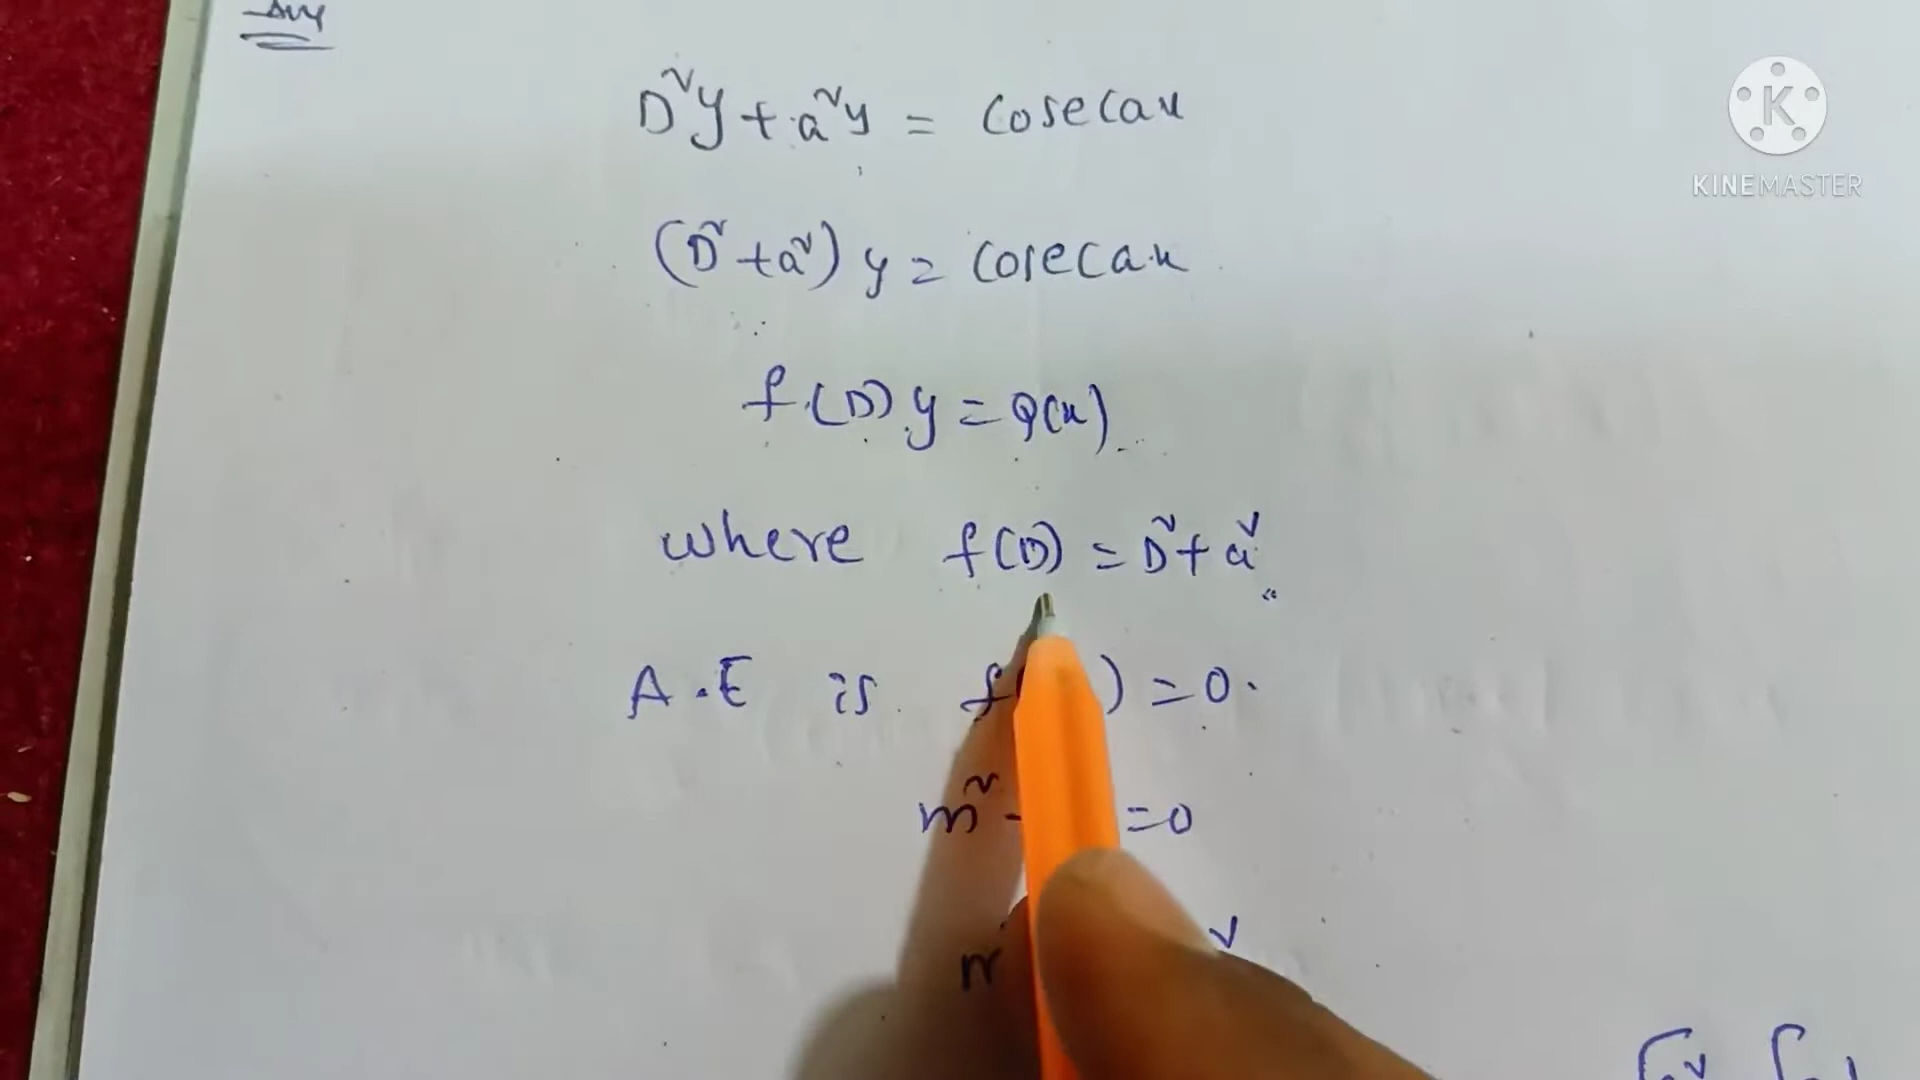 Ans
D²y + a²y = cosecax
KINEMASTER
(D²+a²) y = cosecax
f(D) y = Q(x)
where f(D) = D²+ a²
A.E is f( ) = 0.
m² - = 0